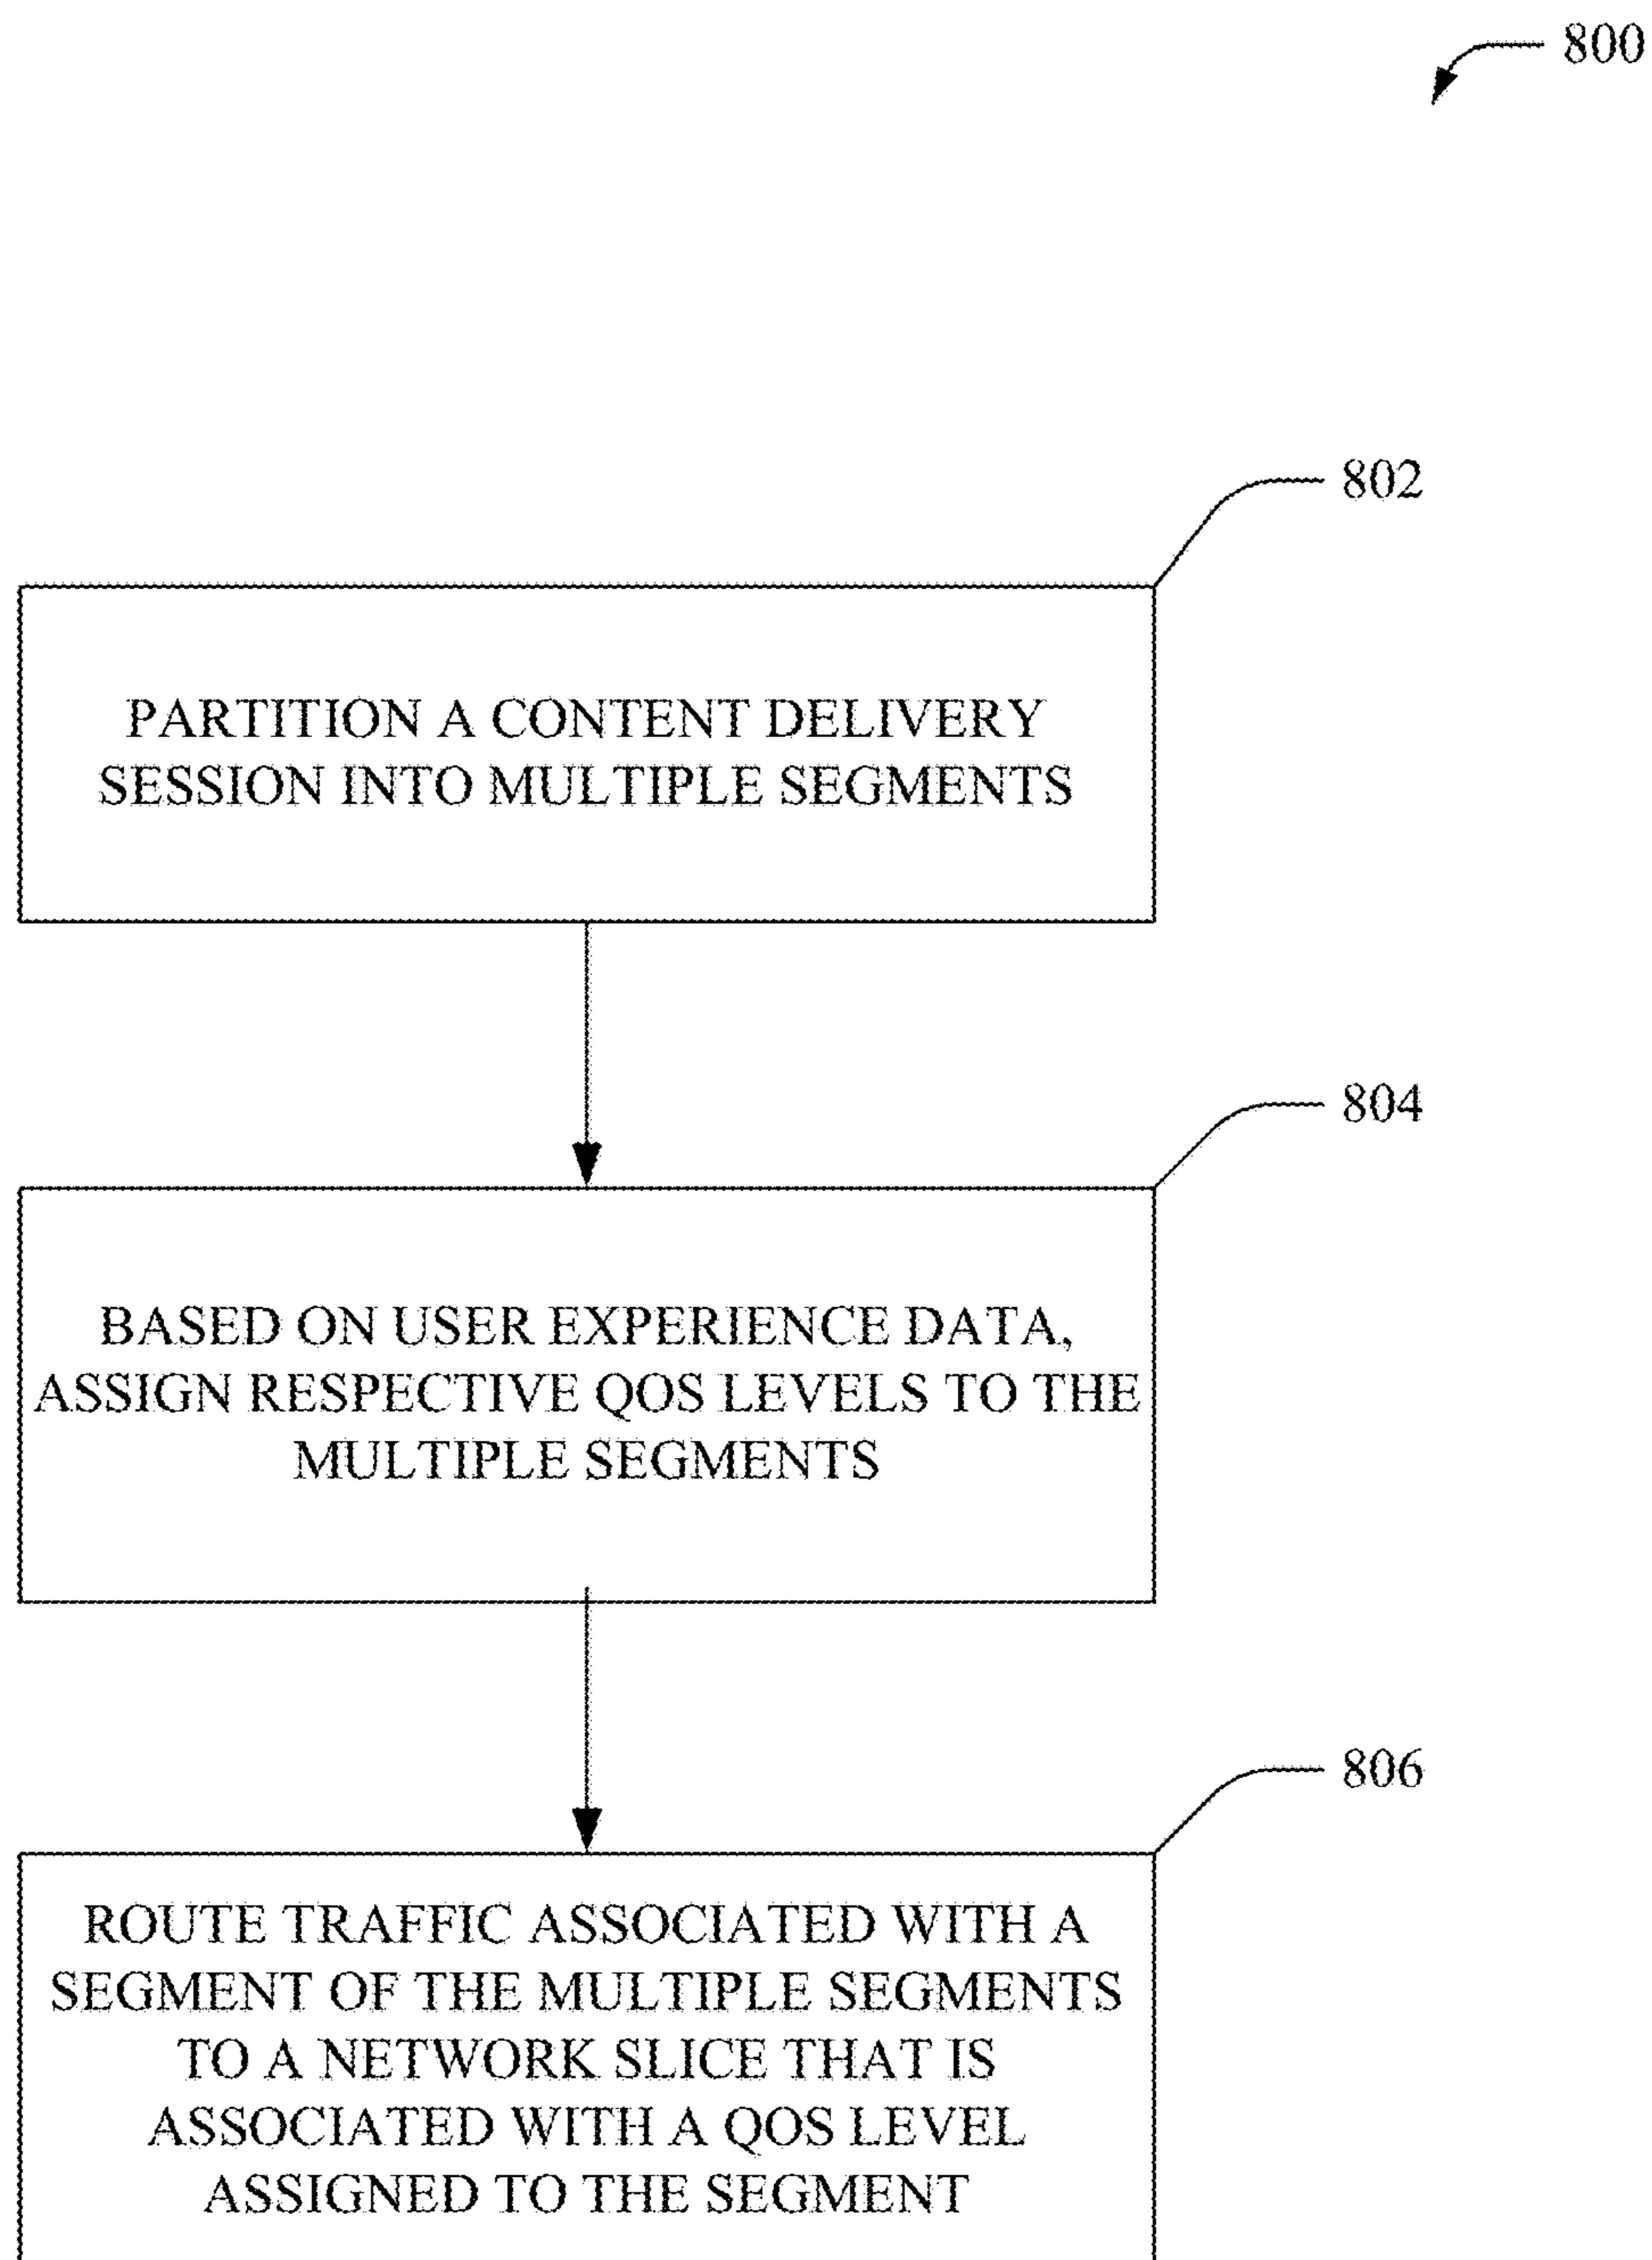 800
802
PARTITION A CONTENT DELIVERY
SESSION INTO MULTIPLE SEGMENTS
804
BASED ON USER EXPERIENCE DATA,
ASSIGN RESPECTIVE QOS LEVELS TO THE
MULTIPLE SEGMENTS
806
ROUTE TRAFFIC ASSOCIATED WITH A
SEGMENT OF THE MULTIPLE SEGMENTS
TO A NETWORK SLICE THAT IS
ASSOCIATED WITH A QOS LEVEL
ASSIGNED TO THE SEGMENT